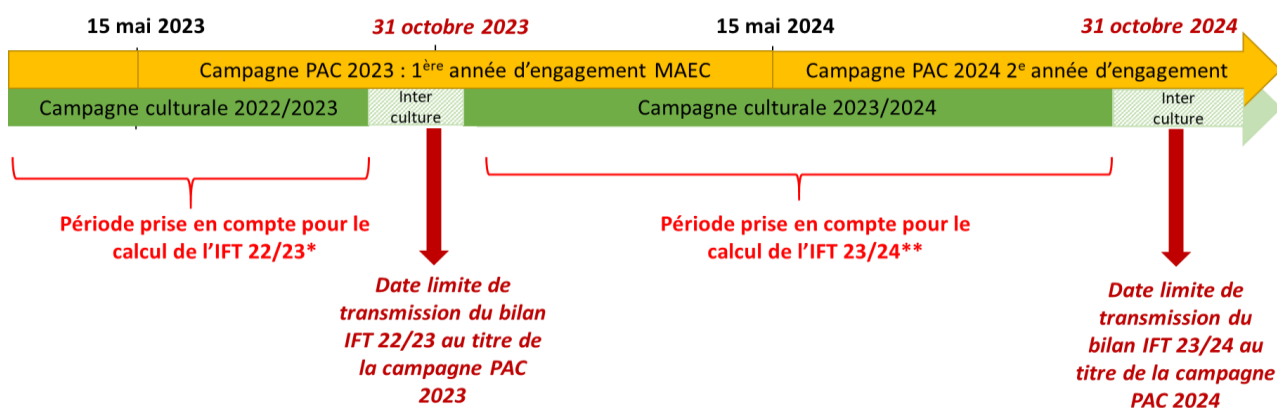 15 mai 2023
31 octobre 2023
15 mai 2024
31 octobre 2024
Campagne PAC 2023 : 1ère année d’engagement MAEC
Campagne PAC 2024 2e année d’engagement
Campagne culturale 2022/2023
Inter
culture
Campagne culturale 2023/2024
Inter
culture
Période prise en compte pour le
calcul de l’IFT 22/23*
Période prise en compte pour le
calcul de l’IFT 23/24**
Date limite de
transmission du bilan
IFT 22/23 au titre de
la campagne PAC
2023
Date limite de
transmission du
bilan IFT 23/24 au
titre de la campagne
PAC 2024